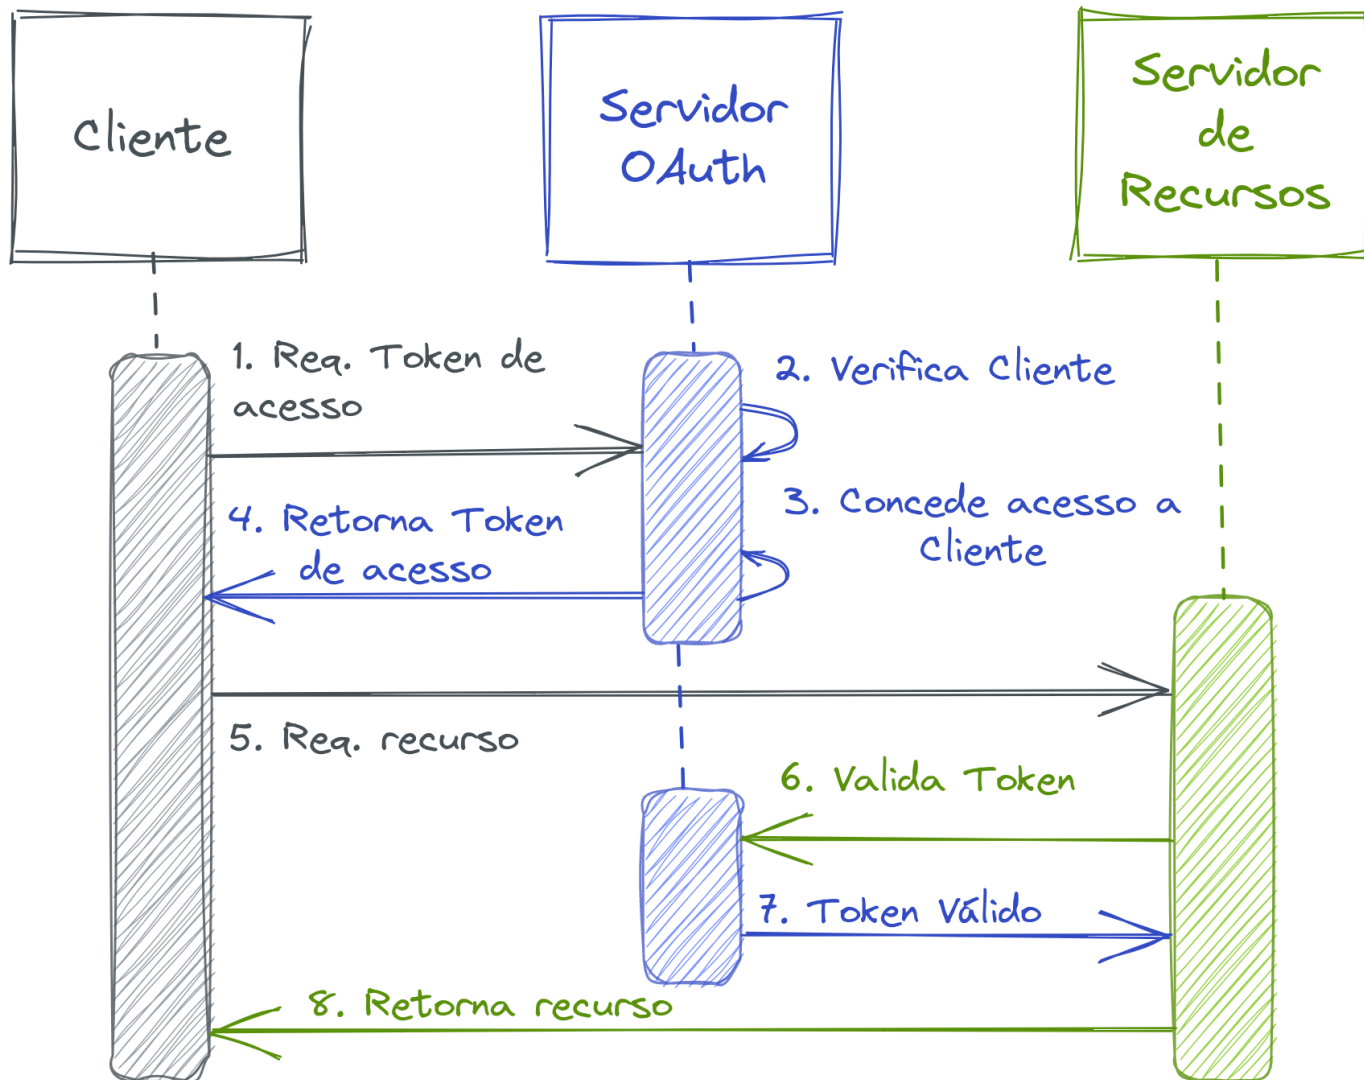 Cliente
Servidor
OAuth
Servidor
de
Recursos
1. Req. Token de
acesso
2. Verifica Cliente
3. Concede acesso a
Cliente
4. Retorna Token
de acesso
5. Req. recurso
6. Valida Token
7. Token Válido
8. Retorna recurso